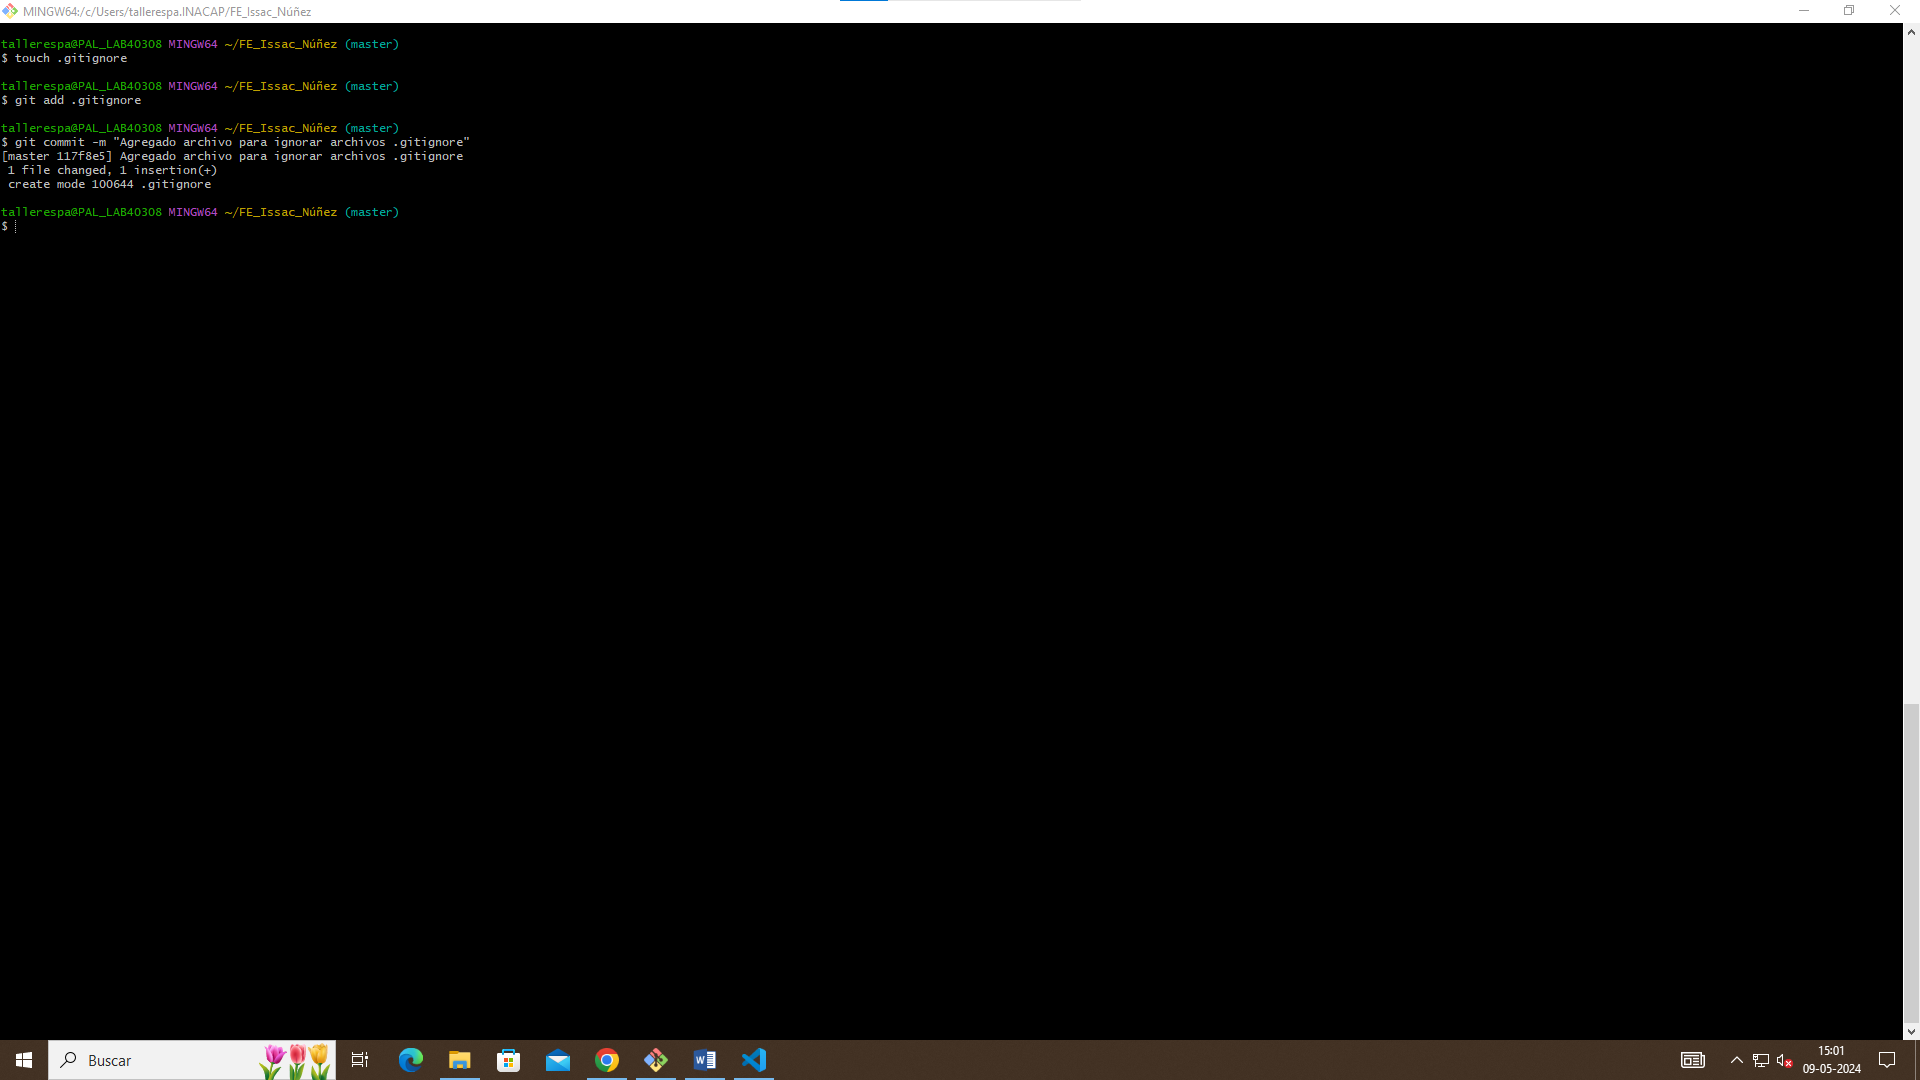 MINGW64:/c/Users/tallerespa.INACAP/FE_Issac_Núñez
tallerespa@PAL_LAB40308 MINGW64 ~/FE_Issac_Núñez (master)
$ touch .gitignore
tallerespa@PAL_LAB40308 MINGW64 ~/FE_Issac_Núñez (master)
$ git add .gitignore
tallerespa@PAL_LAB40308 MINGW64 ~/FE_Issac_Núñez (master)
$ git commit -m "Agregado archivo para ignorar archivos .gitignore"
[master 117f8e5] Agregado archivo para ignorar archivos .gitignore
1 file changed, 1 insertion(+)
create mode 100644 .gitignore
tallerespa@PAL_LAB40308 MINGW64 ~/FE_Issac_Núñez (master)
$
Buscar
15:01
09-05-2024